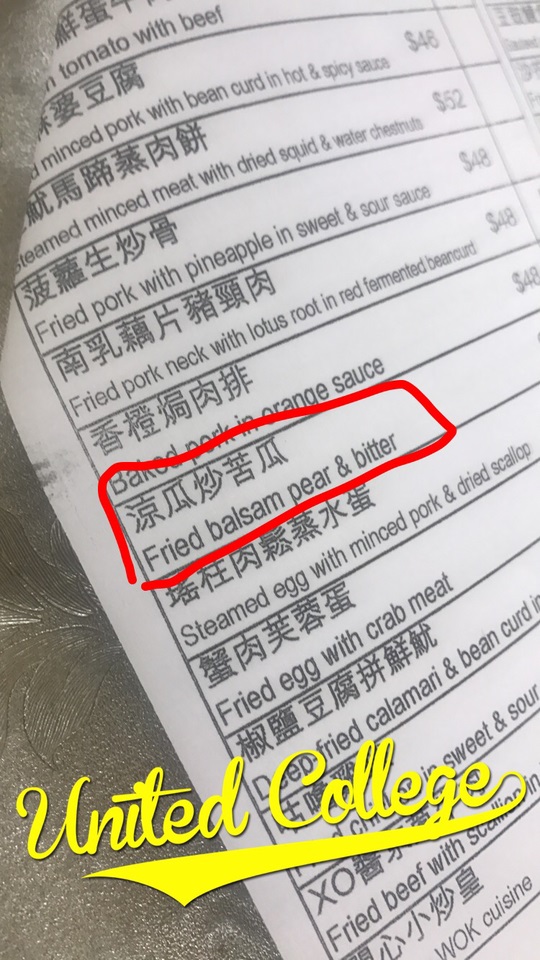 tomato with beef
$46
婆豆腐
minced pork with bean curd in hot & spicy sauce
$52
魷馬蹄蒸肉餅
steamed minced meat with dried squid & water chestnuts
$48
菠蘿生炒骨
Fried pork with pineapple in sweet & sour sauce
$48
南乳藕片豬頸肉
Fried pork neck with lotus root in red fermented beancurd
$48
香橙焗肉排
Baked pork in orange sauce
涼瓜炒苦瓜
Fried balsam pear & bitter
瑤柱肉鬆蒸水蛋
Steamed egg with minced pork & dried scallop
蟹肉芙蓉蛋
Fried egg with crab meat
椒鹽豆腐拼鮮魷
Deep fried calamari & bean curd in
in sweet & sour
XO醬
Fried beef with scallion in
開心小炒皇
WOK cuisine
United College